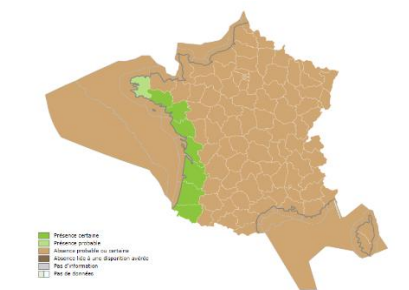 Présence certaine
Présence probable
Absence probable ou certaine
Absence liée à une disparition avérée
Pas d'information
Pas de données